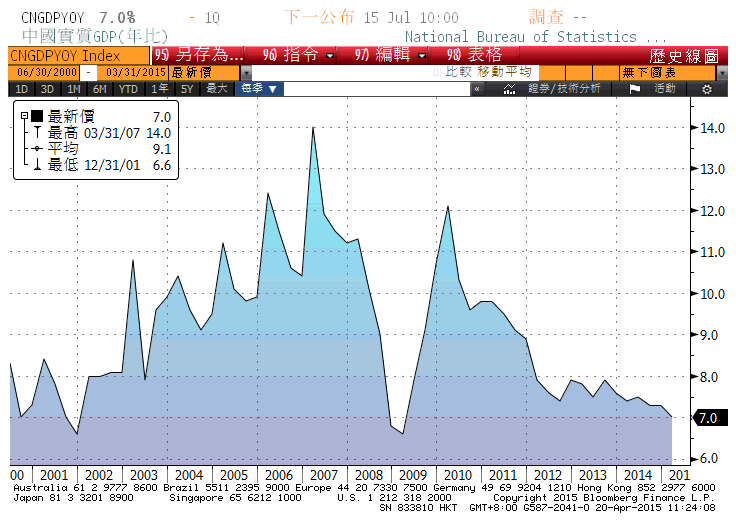 CNGDPYOY 7.0% - 1Q 下一公布 15 Jul 10:00 調查 --
中國實質GDP(年比) National Bureau of Statistics ...
CNGDPYOY Index 95) 另存為... 96) 指令 97) 編輯 98) 表格 歷史線圖
06/30/2000 - 03/31/2015 最新價 比較 移動平均 無下圖表
1D 3D 1M 6M YTD 1年 5Y 最大 每季 ▼ « 證券/技術分析 活動
最新價 7.0
最高 03/31/07 14.0
平均 9.1
最低 12/31/01 6.6
14.0
13.0
12.0
11.0
10.0
9.0
8.0
7.0
6.0
00 2001 2002 2003 2004 2005 2006 2007 2008 2009 2010 2011 2012 2013 2014 201
Australia 61 2 9777 8600 Brazil 5511 2395 9000 Europe 44 20 7330 7500 Germany 49 69 9204 1210 Hong Kong 852 2977 6000
Japan 81 3 3201 8900 Singapore 65 6212 1000 U.S. 1 212 318 2000 Copyright 2015 Bloomberg Finance L.P.
SN 833810 HKT GMT+8:00 G587-2041-0 20-Apr-2015 11:24:08